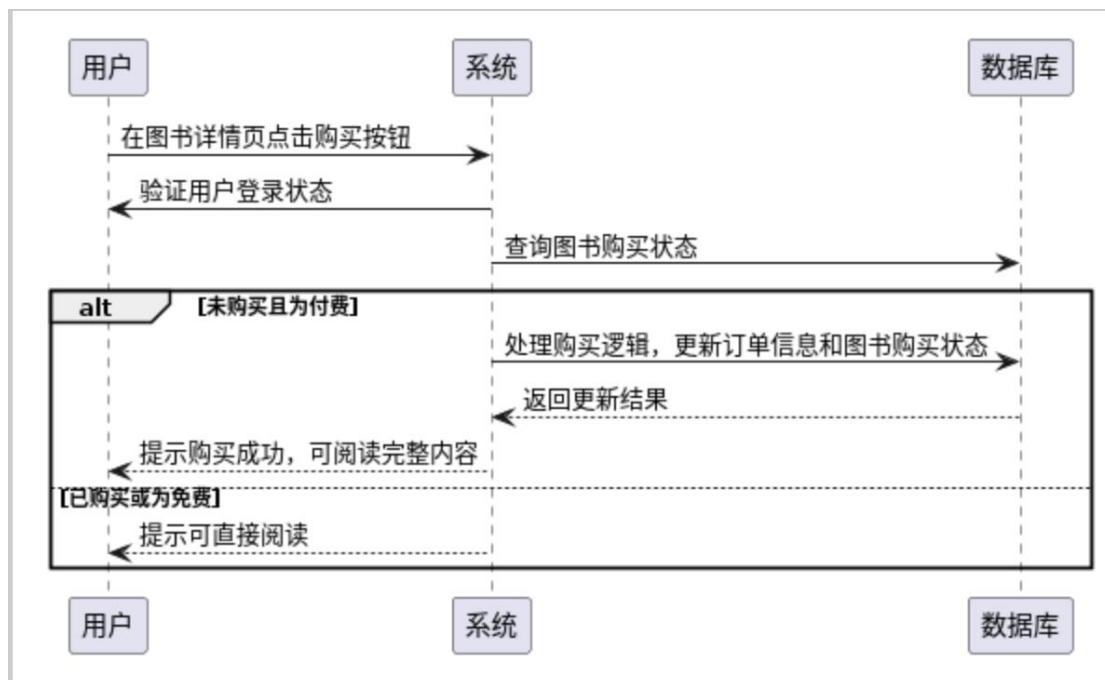 用户 系统 数据库
在图书详情页点击购买按钮
验证用户登录状态
查询图书购买状态
alt [未购买且为付费]
处理购买逻辑，更新订单信息和图书购买状态
返回更新结果
提示购买成功，可阅读完整内容
[已购买或为免费]
提示可直接阅读
用户 系统 数据库